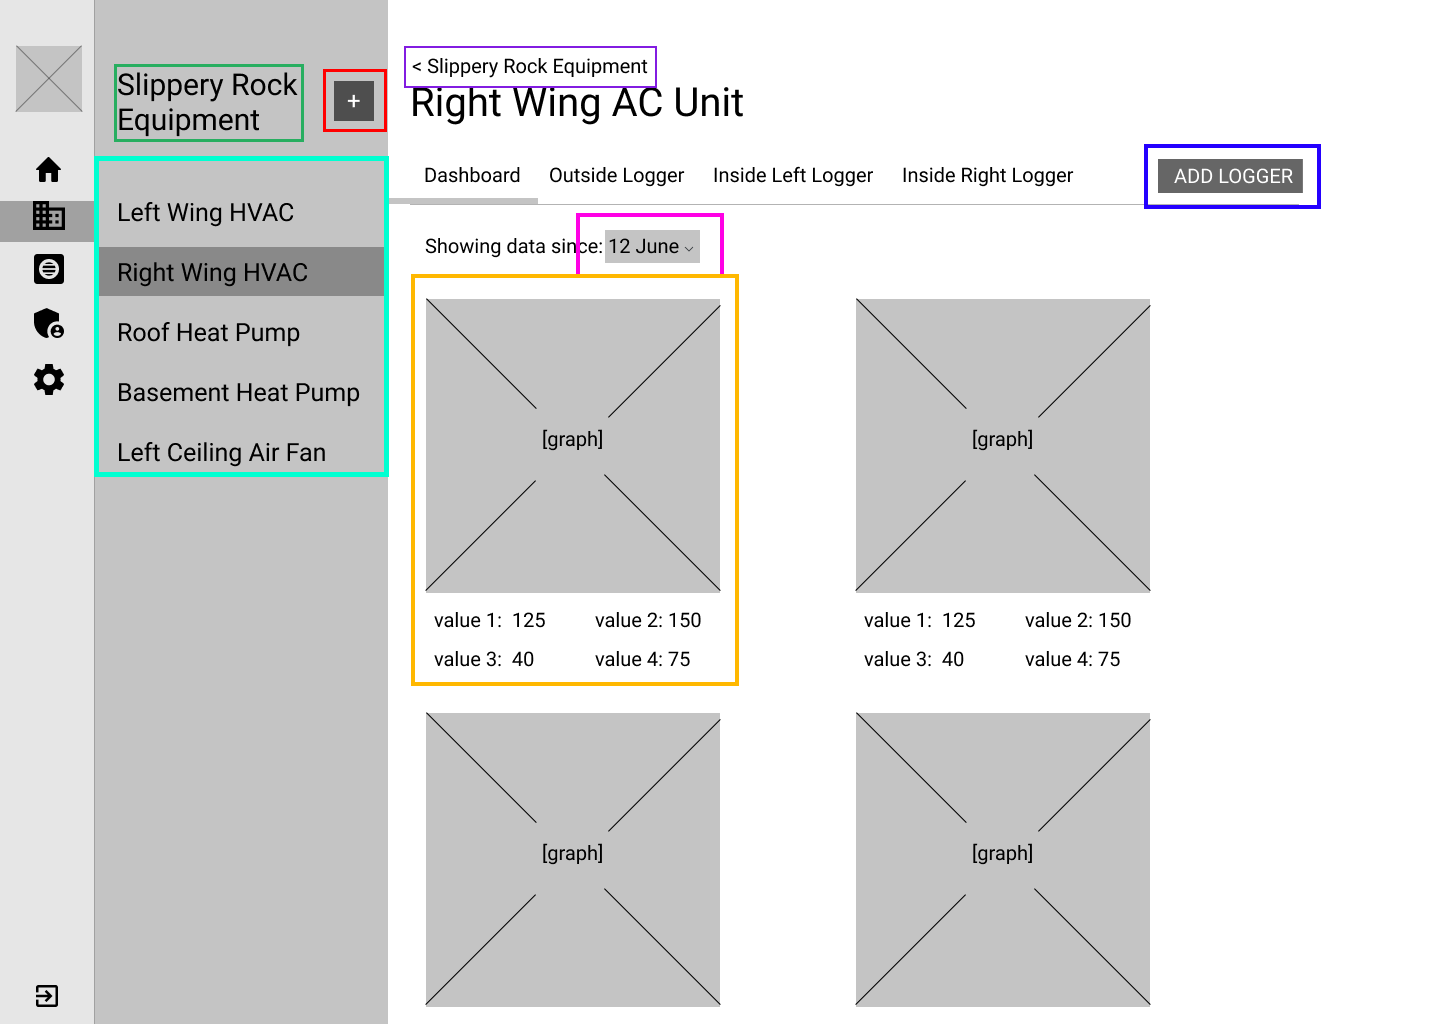 Slippery Rock
Equipment
+
Left Wing HVAC
Right Wing HVAC
Roof Heat Pump
Basement Heat Pump
Left Ceiling Air Fan
< Slippery Rock Equipment
Right Wing AC Unit
Dashboard Outside Logger Inside Left Logger Inside Right Logger
ADD LOGGER
Showing data since: 12 June
[graph]
value 1: 125 value 2: 150
value 3: 40 value 4: 75
[graph]
value 1: 125 value 2: 150
value 3: 40 value 4: 75
[graph]
[graph]